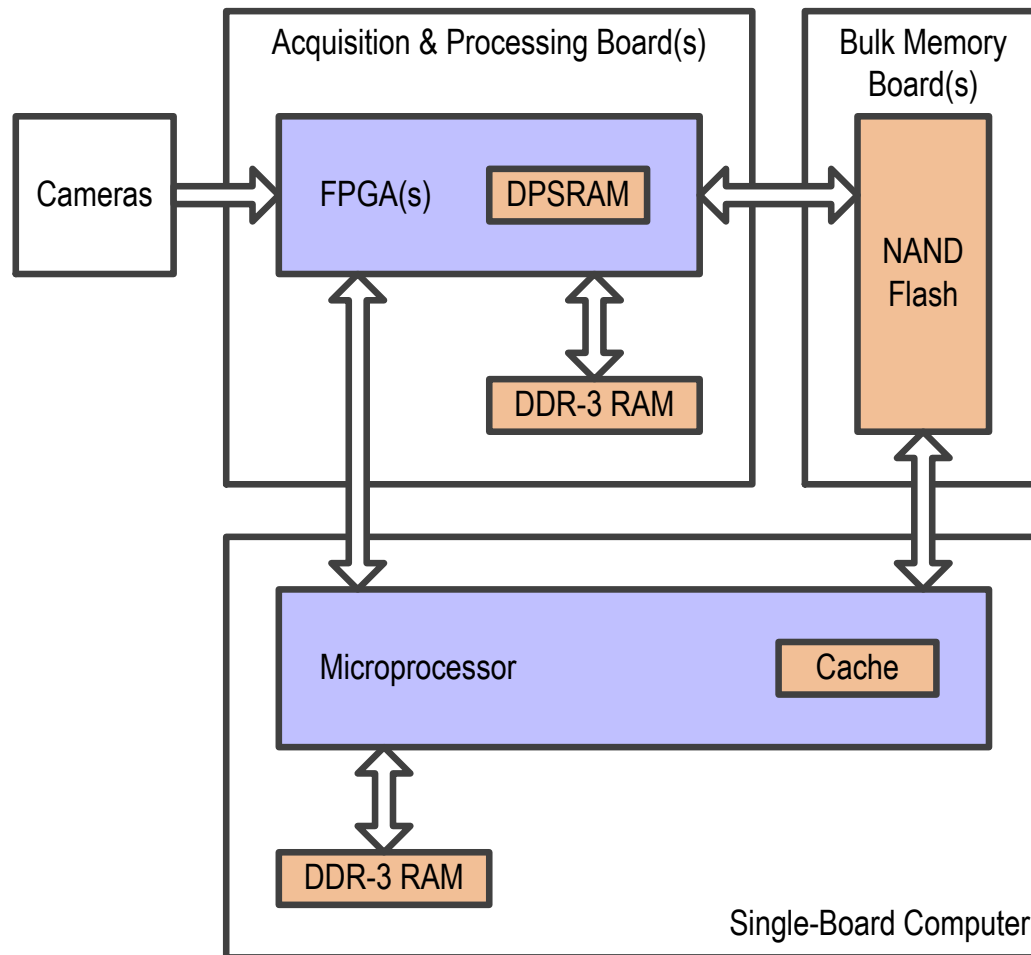 Acquisition & Processing Board(s)
Bulk Memory
Board(s)
Cameras
FPGA(s)
DPSRAM
NAND
Flash
DDR-3 RAM
Microprocessor
Cache
DDR-3 RAM
Single-Board Computer